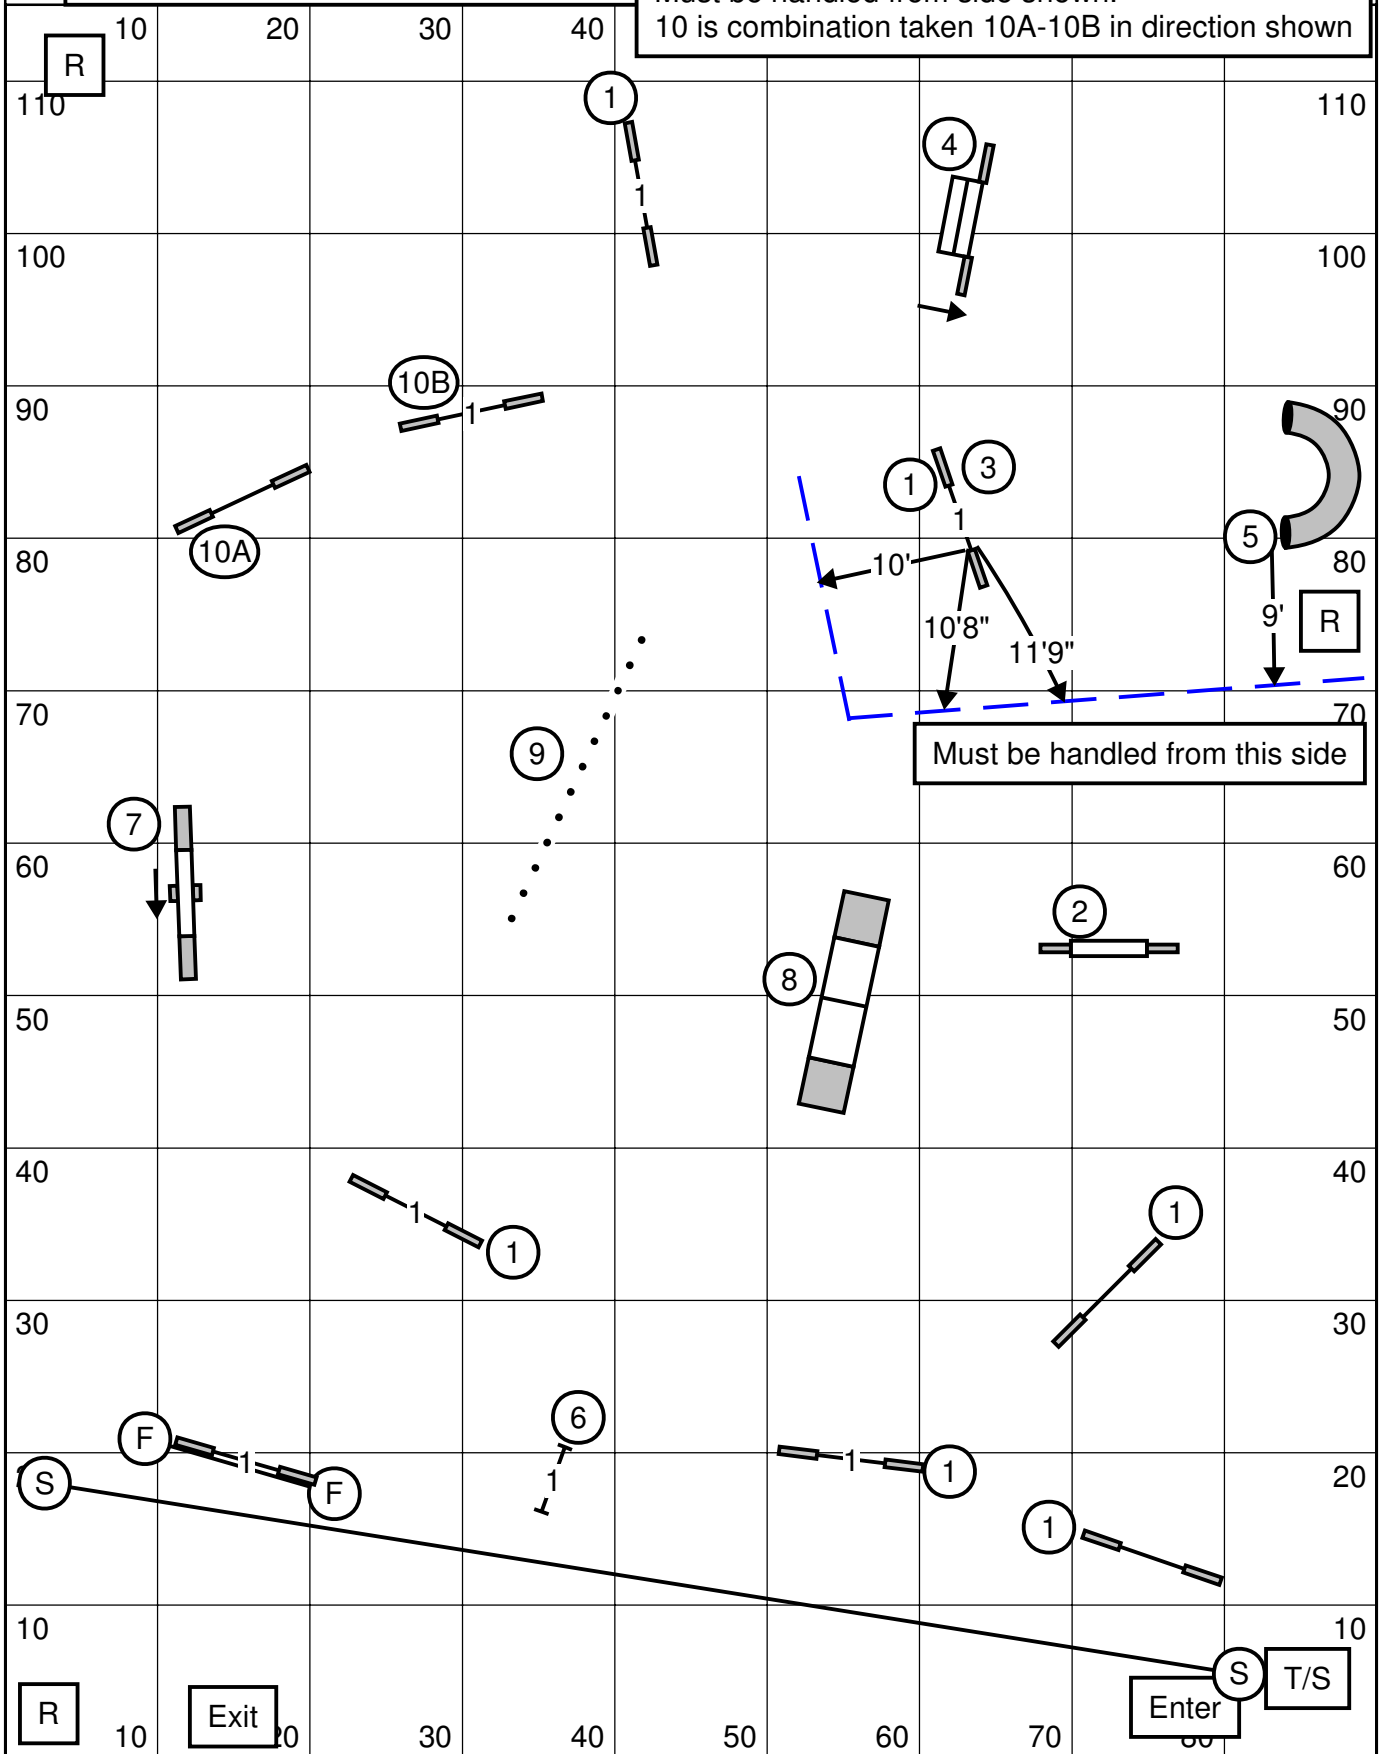 10 is combination taken 10A-10B in direction shown
10 20 30 40
R
110 110
1
4
1
100 100
10B
90 90
1
3
1
1
5
10A
80 80
10'
R
9'
10'8"
11'9"
70 70
9
Must be handled from this side
7
60 60
2
8
50 50
40 40
1
1
1
30 30
6
F
1
1
1
1
20
S
F
1
10 10
S
T/S
R
Exit
Enter
10 30 40 50 60 70